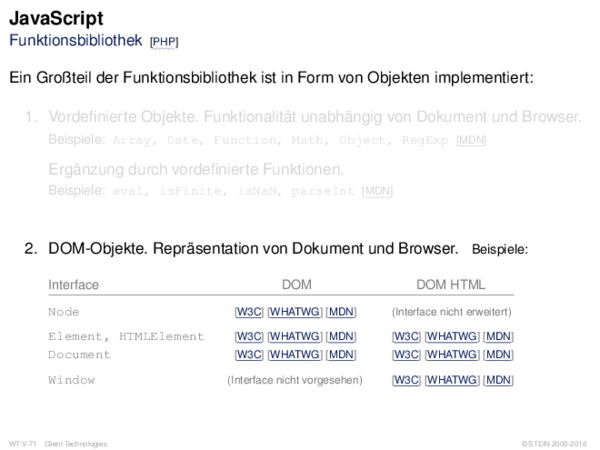 JavaScript
Funktionsbibliothek [PHP]
Ein Großteil der Funktionsbibliothek ist in Form von Objekten implementiert:
1. Vordefinierte Objekte. Funktionalität unabhängig von Dokument und Browser.
Beispiele: Array, Date, Function, Math, Object, RegExp [MDN]
Ergänzung durch vordefinierte Funktionen.
Beispiele: eval, isFinite, isNaN, parseInt [MDN]
2. DOM-Objekte. Repräsentation von Dokument und Browser. Beispiele:
Interface DOM DOM HTML
Node [W3C] [WHATWG] [MDN] (Interface nicht erweitert)
Element, HTMLElement [W3C] [WHATWG] [MDN] [W3C] [WHATWG] [MDN]
Document [W3C] [WHATWG] [MDN] [W3C] [WHATWG] [MDN]
Window (Interface nicht vorgesehen) [W3C] [WHATWG] [MDN]
WT:V-71 Client Technologies © STEIN 2005-2018